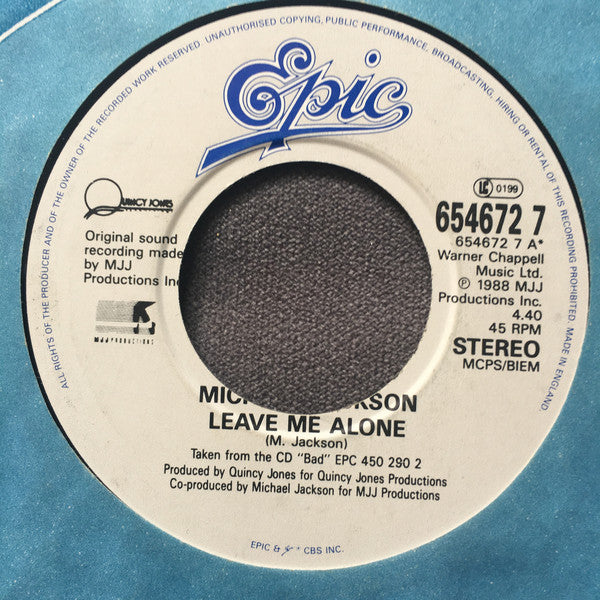 ALL RIGHTS OF THE PRODUCER AND OF THE OWNER OF THE RECORDED WORK RESERVED UNAUTHORISED COPYING, PUBLIC PERFORMANCE, BROADCASTING, HIRING OR RENTAL OF THIS RECORDING PROHIBITED. MADE IN ENGLAND
Epic
QUINCY JONES
Original sound
recording made
by MJJ
Productions Inc
MJJ PRODUCTIONS
LC 0199
654672 7
654672 7 A*
Warner Chappell
Music Ltd.
℗ 1988 MJJ
Productions Inc.
4.40
45 RPM
STEREO
MCPS/BIEM
MIC KSON
LEAVE ME ALONE
(M. Jackson)
Taken from the CD "Bad" EPC 450 290 2
Produced by Quincy Jones for Quincy Jones Productions
Co-produced by Michael Jackson for MJJ Productions
EPIC & CBS INC.